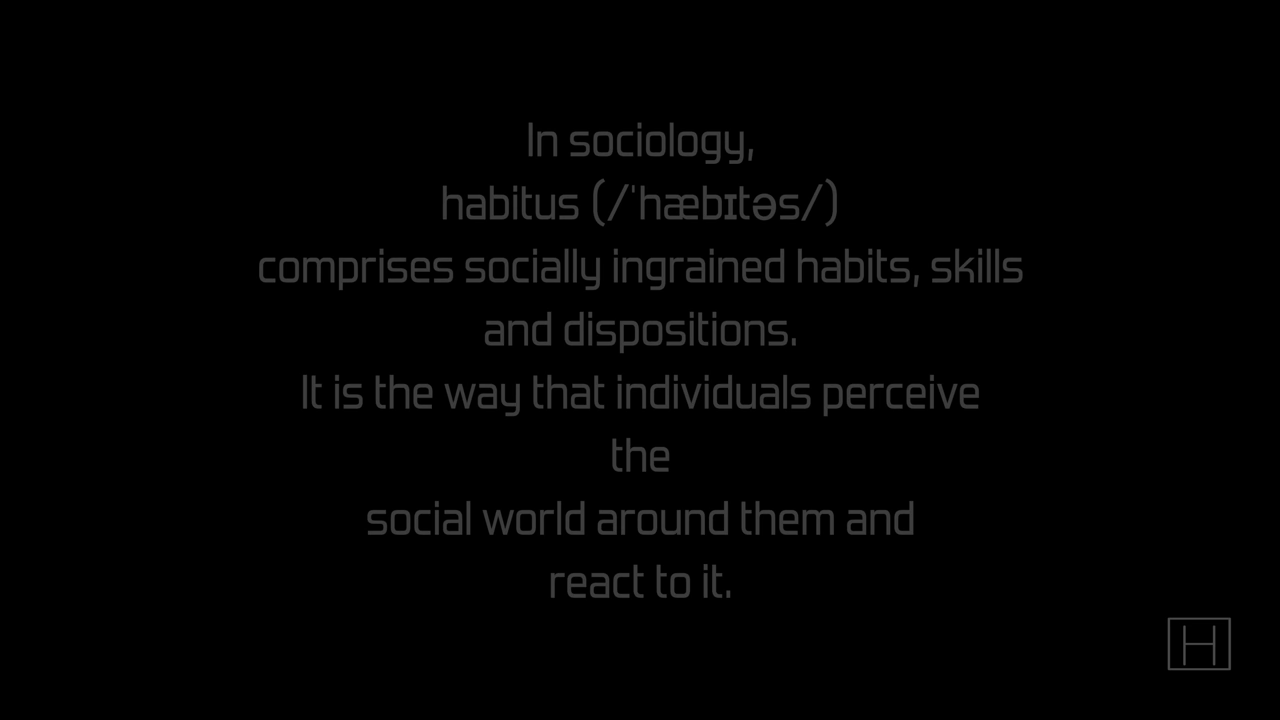 In sociology,
habitus (/ˈhæbɪtəs/)
comprises socially ingrained habits, skills
and dispositions.
It is the way that individuals perceive
the
social world around them and
react to it.
H